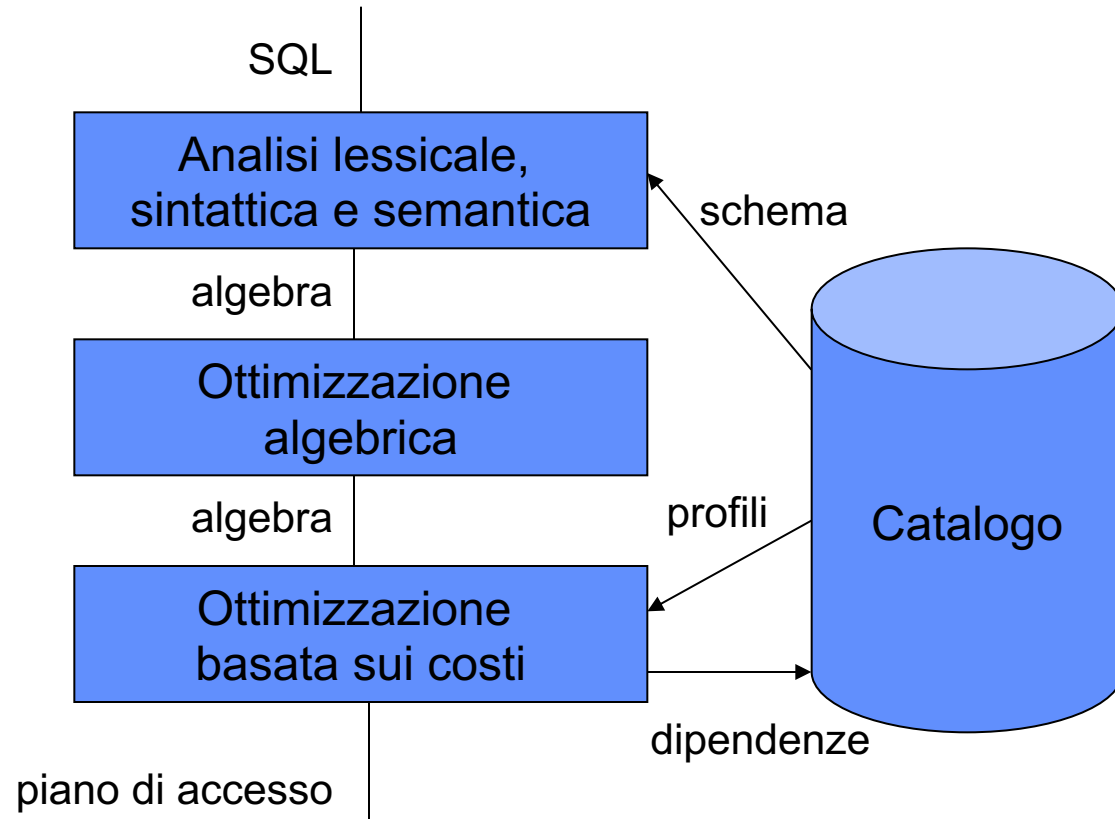 SQL
Analisi lessicale,
sintattica e semantica
schema
algebra
Ottimizzazione
algebrica
algebra
profili
Catalogo
Ottimizzazione
basata sui costi
dipendenze
piano di accesso